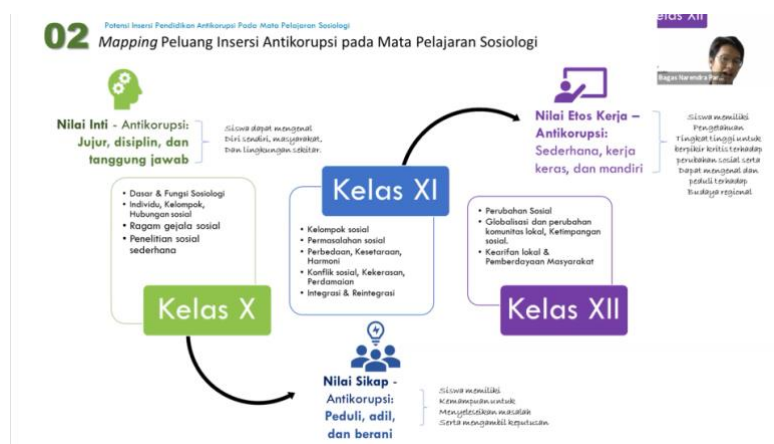 02
Potensi Insersi Pendidikan Antikorupsi Pada Mata Pelajaran Sosiologi
Mapping Peluang Insersi Antikorupsi pada Mata Pelajaran Sosiologi
Kelas XII
Bagas Narendra
Nilai Inti - Antikorupsi:
Jujur, disiplin, dan
tanggung jawab
Siswa dapat mengenal
Diri sendiri, masyarakat,
Dan lingkungan sekitar.
• Dasar & Fungsi Sosiologi
• Individu, Kelompok,
Hubungan sosial
• Ragam gejala sosial
• Penelitian sosial
sederhana
Kelas X
Kelas XI
• Kelompok sosial
• Permasalahan sosial
• Perbedaan, Kesetaraan,
Harmoni
• Konflik sosial, Kekerasan,
Perdamaian
• Integrasi & Reintegrasi
Nilai Sikap -
Antikorupsi:
Peduli, adil,
dan berani
Siswa memiliki
Kemampuan untuk
Menyeleseikan masalah
Serta mengambil keputusan
Nilai Etos Kerja –
Antikorupsi:
Sederhana, kerja
keras, dan mandiri
Siswa memiliki
Pengetahuan
Tingkat tinggi untuk
berpikir kritis terhadap
perubahan sosial serta
Dapat mengenal dan
peduli terhadap
Budaya regional
• Perubahan Sosial
• Globalisasi dan perubahan
komunitas lokal, Ketimpangan
sosial.
• Kearifan lokal &
Pemberdayaan Masyarakat
Kelas XII